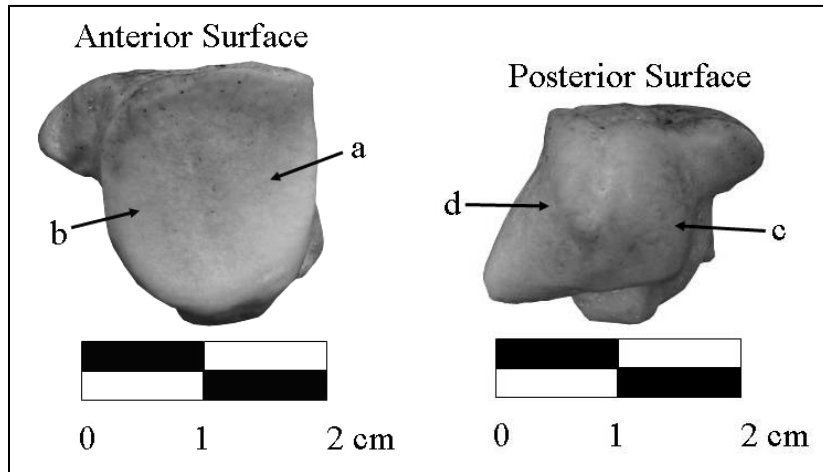 Anterior Surface
Posterior Surface
a
b
d
c
0 1 2 cm
0 1 2 cm